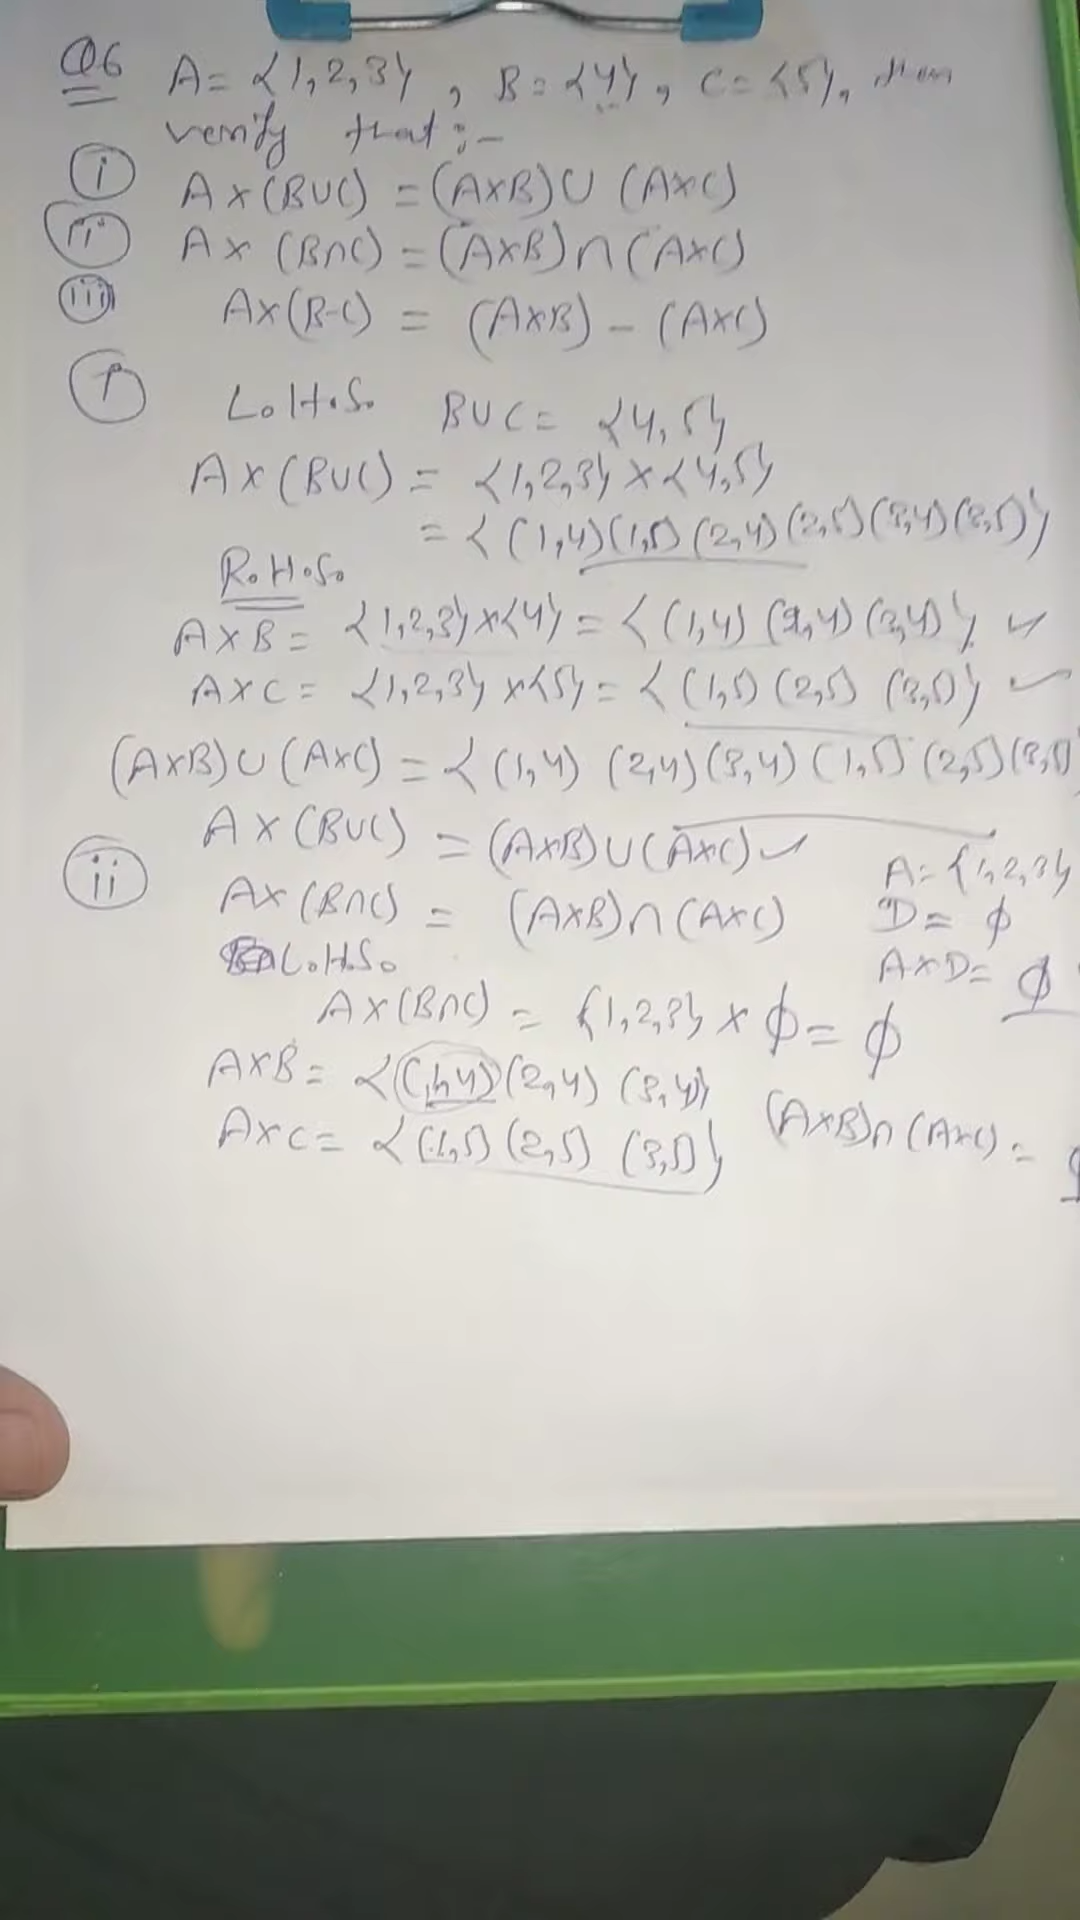 Q6 A = {1,2,3}, B = {4}, C = {5}, then
verify that :-
(i) A×(B∪C) = (A×B)∪ (A×C)
(ii) A× (B∩C) = (A×B)∩(A×C)
(iii) A×(B-C) = (A×B) - (A×C)
(i) L.H.S. B∪C = {4,5}
A×(B∪C) = {1,2,3} × {4,5}
= { (1,4) (1,5) (2,4) (2,5) (3,4) (3,5) }
R.H.S.
A×B = {1,2,3}×{4} = { (1,4) (2,4) (3,4) } ✓
A×C = {1,2,3} ×{5} = { (1,5) (2,5) (3,5) } ✓
(A×B)∪(A×C) = { (1,4) (2,4) (3,4) (1,5) (2,5) (3,5)
A×(B∪C) = (A×B)∪(A×C) ✓
(ii) A×(B∩C) = (A×B)∩(A×C)
A= {1,2,3}
D= ϕ
A×D= ϕ
L.H.S.
A×(B∩C) = {1,2,3} × ϕ = ϕ
A×B = { (1,4) (2,4) (3,4) }
A×C = { (1,5) (2,5) (3,5) }
(A×B)∩(A×C) = ϕ